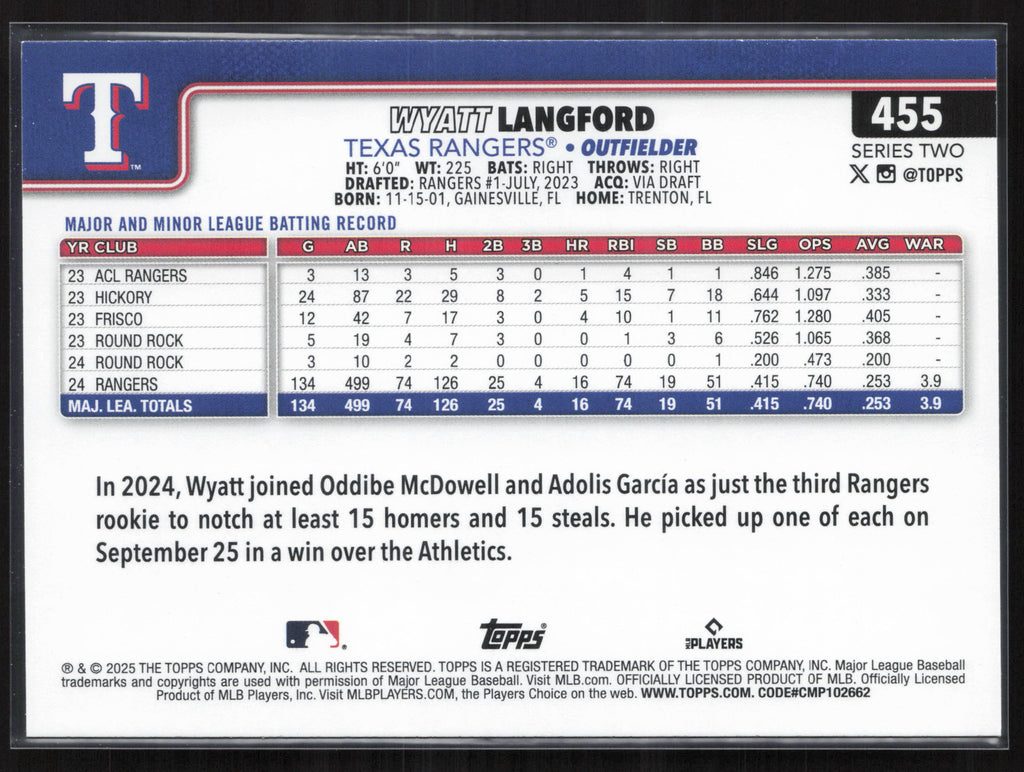 T
TM
455
WYATT LANGFORD
TEXAS RANGERS® • OUTFIELDER
SERIES TWO
HT: 6'0" WT: 225 BATS: RIGHT THROWS: RIGHT
@TOPPS
DRAFTED: RANGERS #1-JULY, 2023 ACQ: VIA DRAFT
BORN: 11-15-01, GAINESVILLE, FL HOME: TRENTON, FL
MAJOR AND MINOR LEAGUE BATTING RECORD
YR CLUB G AB R H 2B 3B HR RBI SB BB SLG OPS AVG WAR
23 ACL RANGERS 3 13 3 5 3 0 1 4 1 1 .846 1.275 .385 -
23 HICKORY 24 87 22 29 8 2 5 15 7 18 .644 1.097 .333 -
23 FRISCO 12 42 7 17 3 0 4 10 1 11 .762 1.280 .405 -
23 ROUND ROCK 5 19 4 7 3 0 0 1 3 6 .526 1.065 .368 -
24 ROUND ROCK 3 10 2 2 0 0 0 0 0 1 .200 .473 .200 -
24 RANGERS 134 499 74 126 25 4 16 74 19 51 .415 .740 .253 3.9
MAJ. LEA. TOTALS 134 499 74 126 25 4 16 74 19 51 .415 .740 .253 3.9
In 2024, Wyatt joined Oddibe McDowell and Adolis García as just the third Rangers
rookie to notch at least 15 homers and 15 steals. He picked up one of each on
September 25 in a win over the Athletics.
Topps®
MLB PLAYERS
® & © 2025 THE TOPPS COMPANY, INC. ALL RIGHTS RESERVED. TOPPS IS A REGISTERED TRADEMARK OF THE TOPPS COMPANY, INC. Major League Baseball
trademarks and copyrights are used with permission of Major League Baseball. Visit MLB.com. OFFICIALLY LICENSED PRODUCT OF MLB. Officially Licensed
Product of MLB Players, Inc. Visit MLBPLAYERS.COM, the Players Choice on the web. WWW.TOPPS.COM. CODE#CMP102662